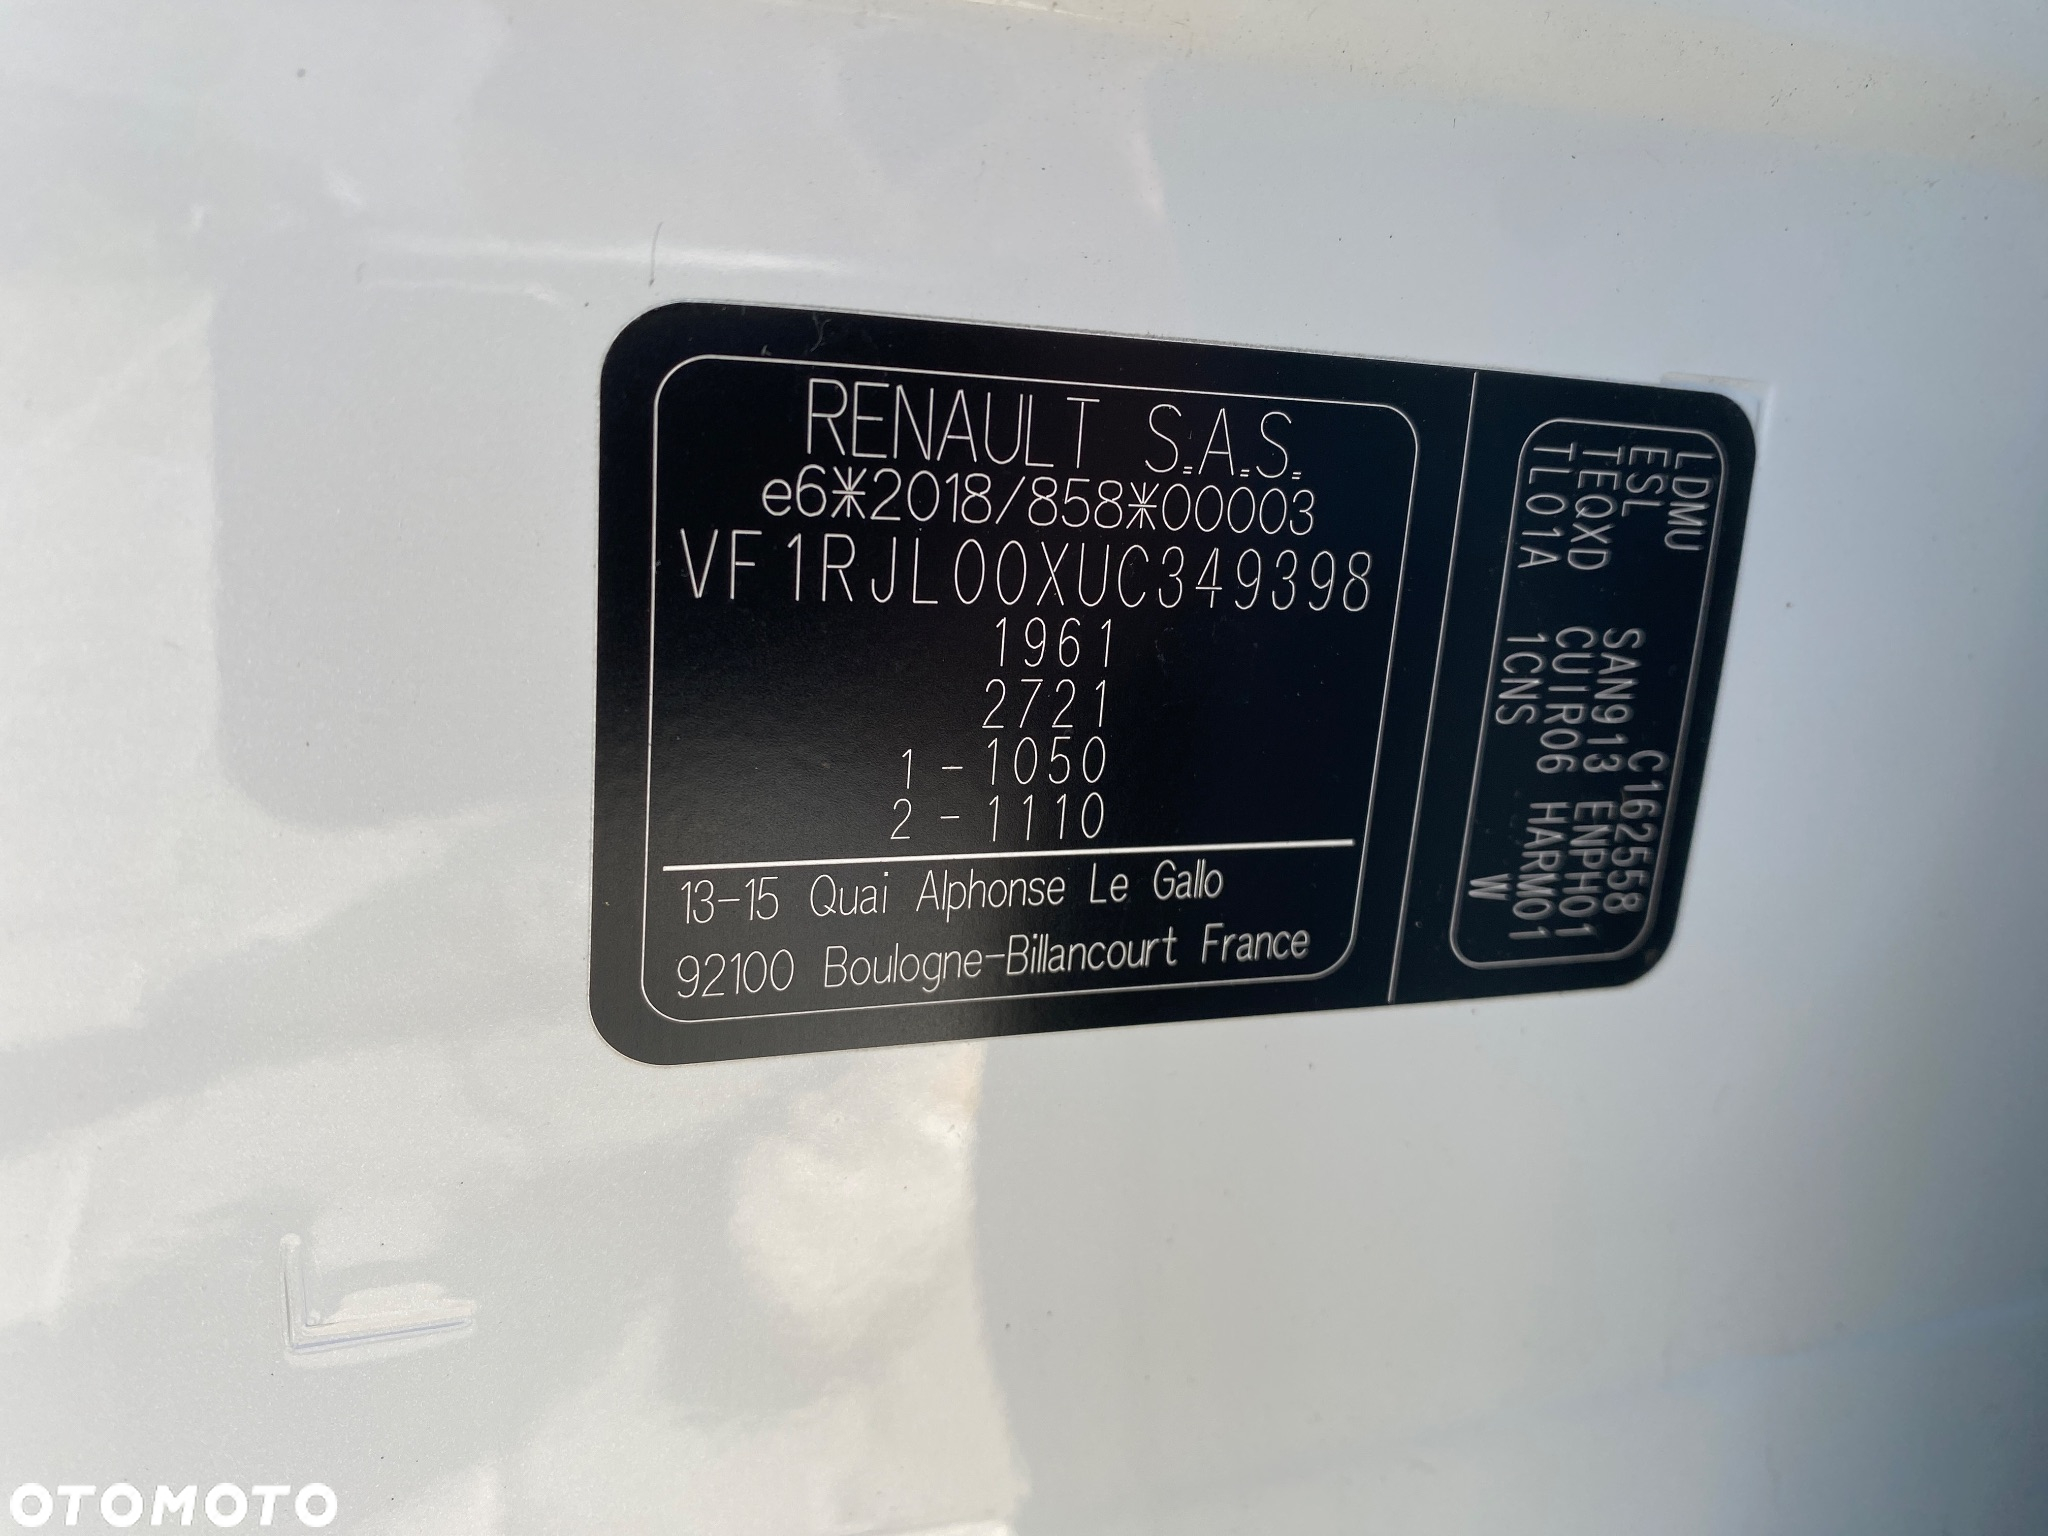 RENAULT S.A.S.
e6*2018/858*00003
VF1RJL00XUC349398
1961
2721
1 - 1050
2 - 1110
13-15 Quai Alphonse Le Gallo
92100 Boulogne-Billancourt France
LDMU C162558
ESL SAN913 ENPH01
TEQXD CUIR06 HARM01
TL01A 1CNS W
OTOMOTO